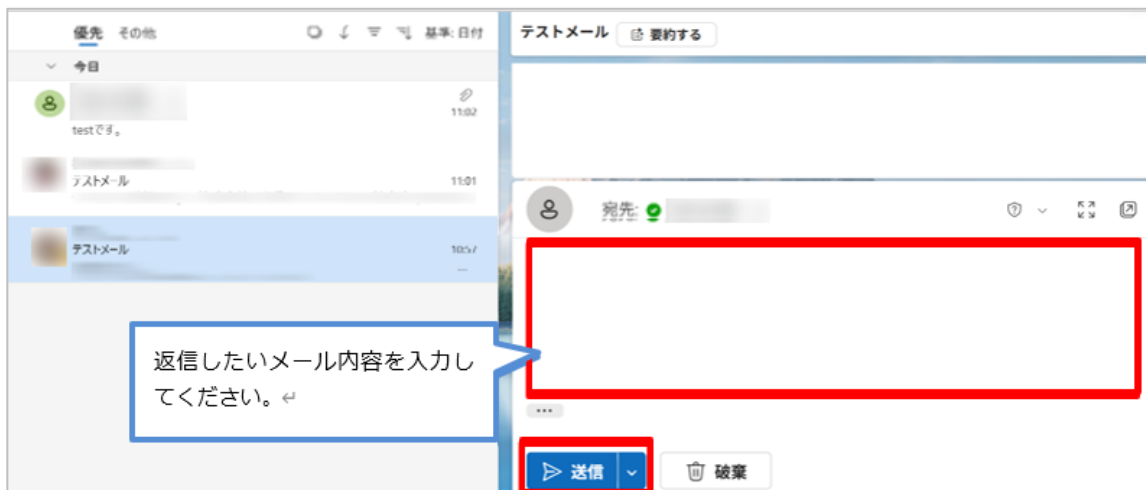 優先 その他 基準: 日付
今日
11:02
testです。
テストメール 11:01
テストメール 10:57
テストメール 要約する
宛先:
返信したいメール内容を入力し
てください。↵
送信 破棄